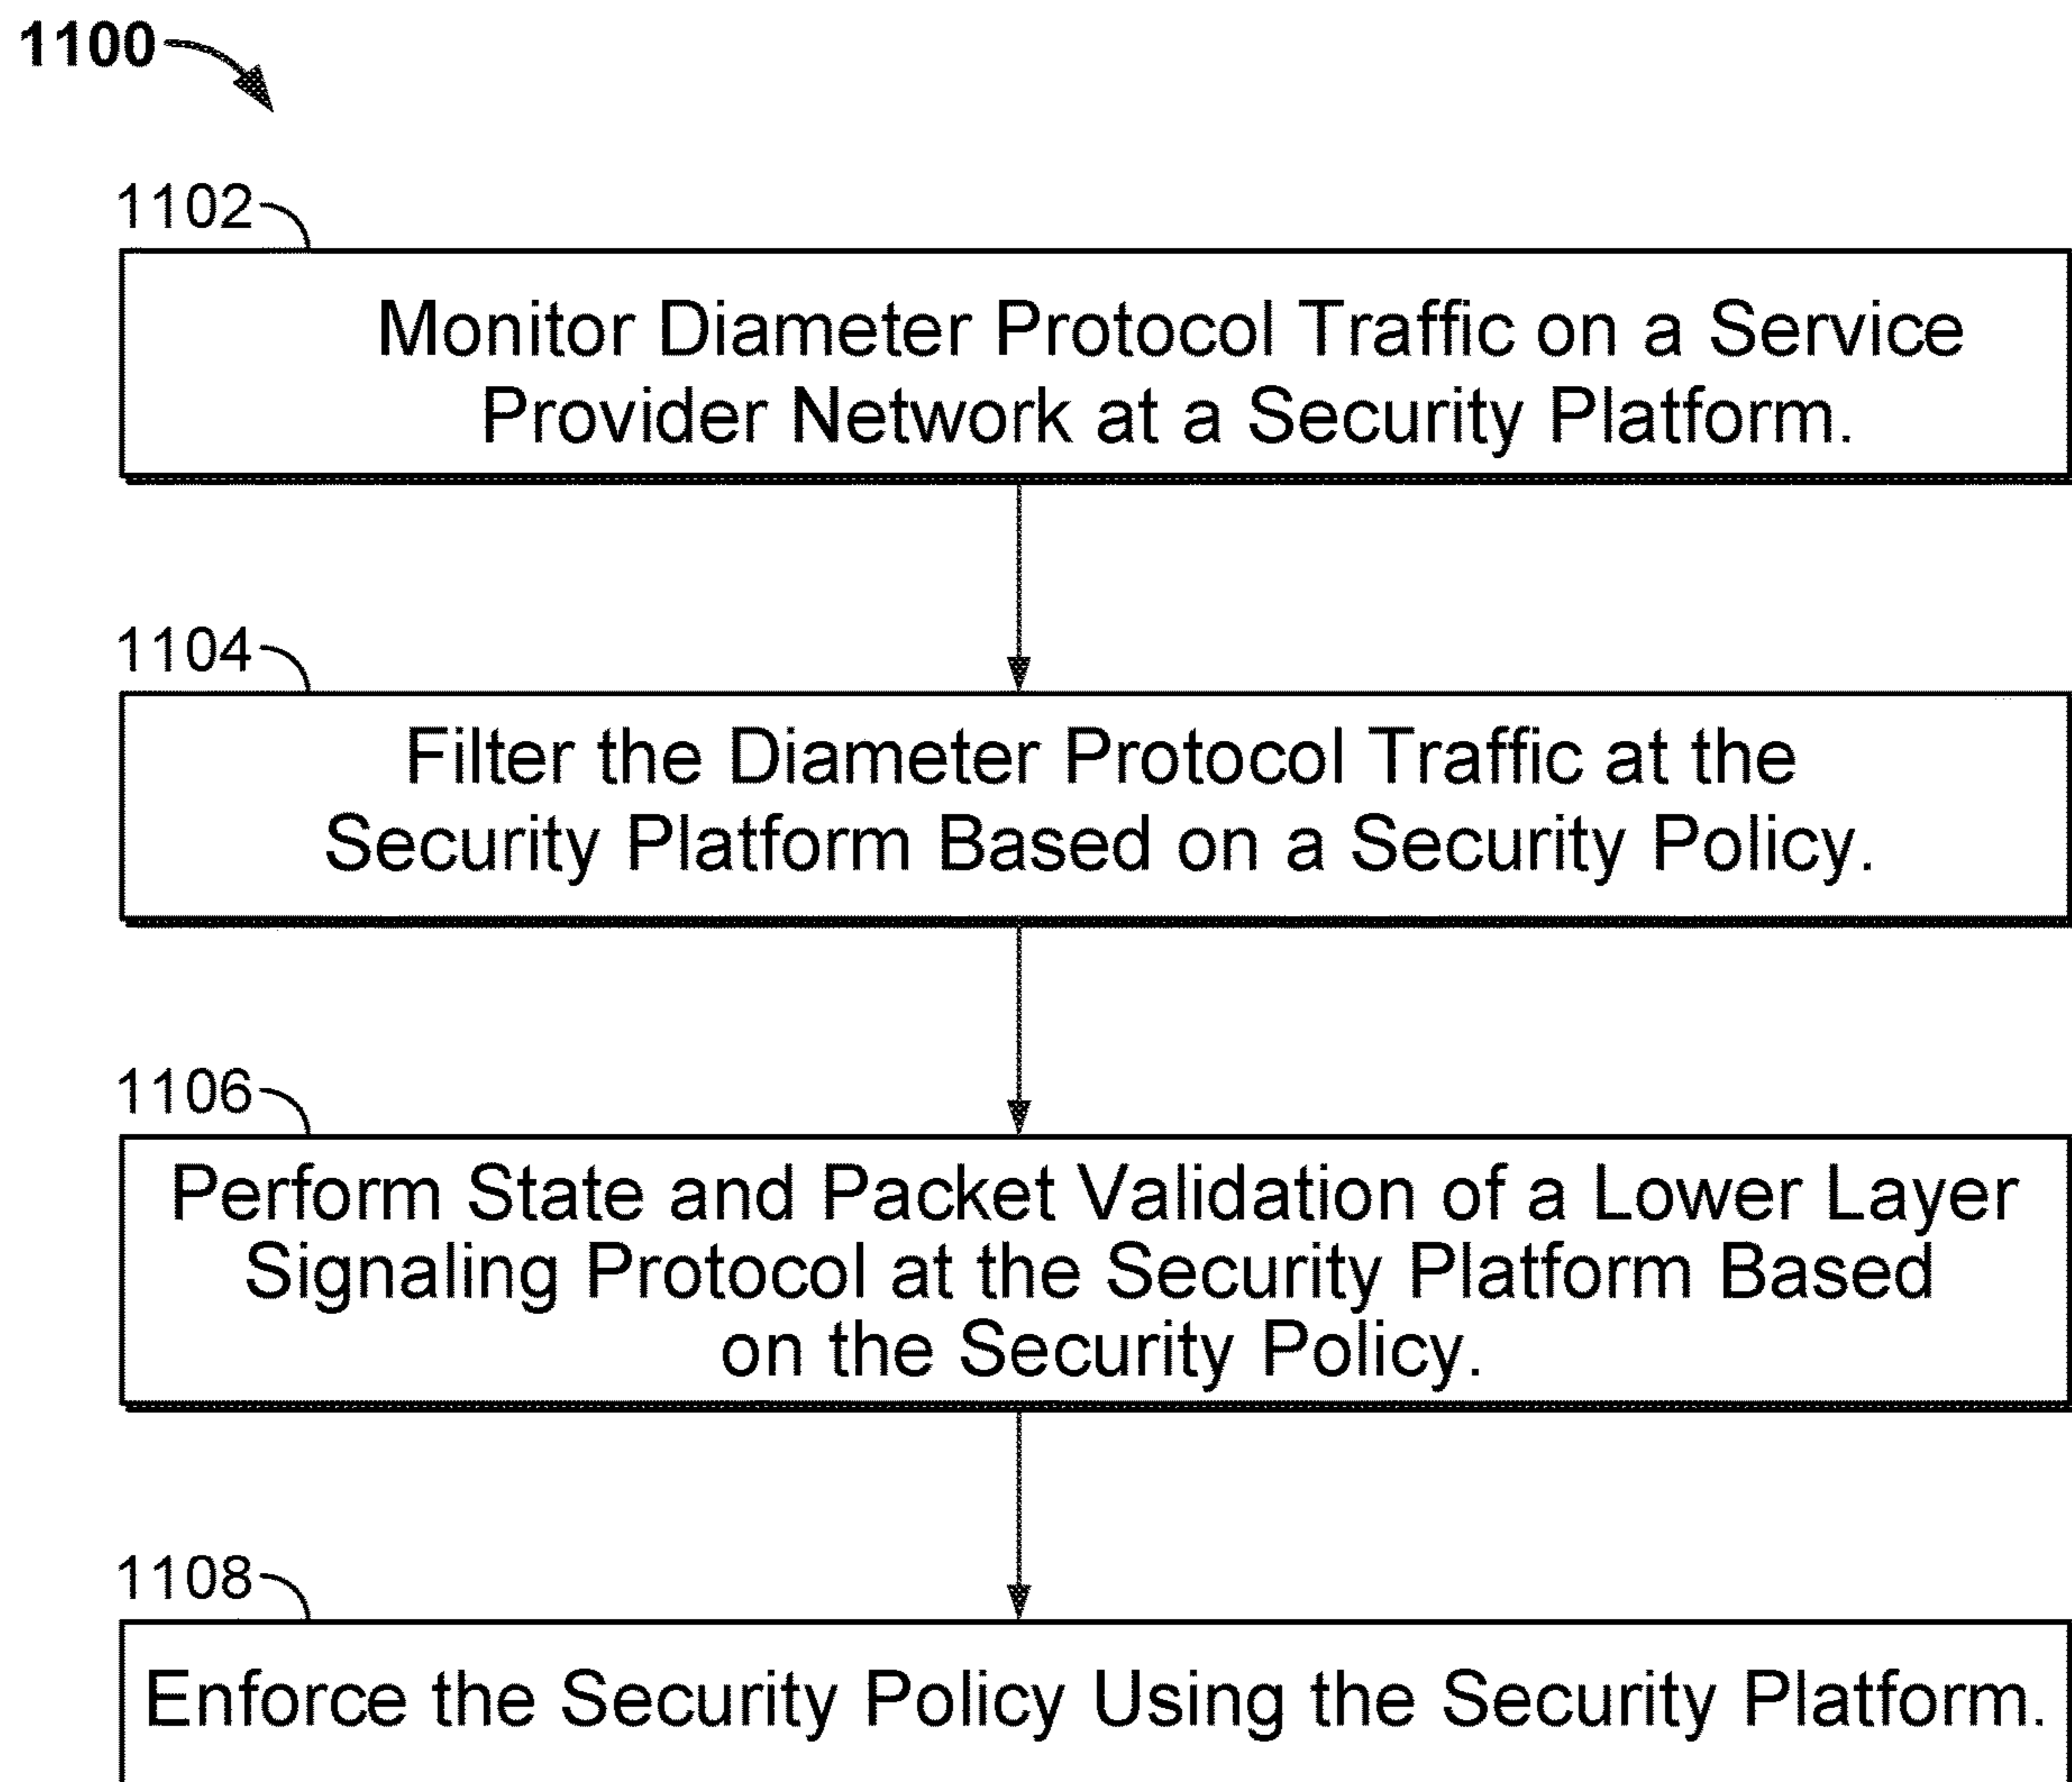 1100
1102
Monitor Diameter Protocol Traffic on a Service
Provider Network at a Security Platform.
1104
Filter the Diameter Protocol Traffic at the
Security Platform Based on a Security Policy.
1106
Perform State and Packet Validation of a Lower Layer
Signaling Protocol at the Security Platform Based
on the Security Policy.
1108
Enforce the Security Policy Using the Security Platform.